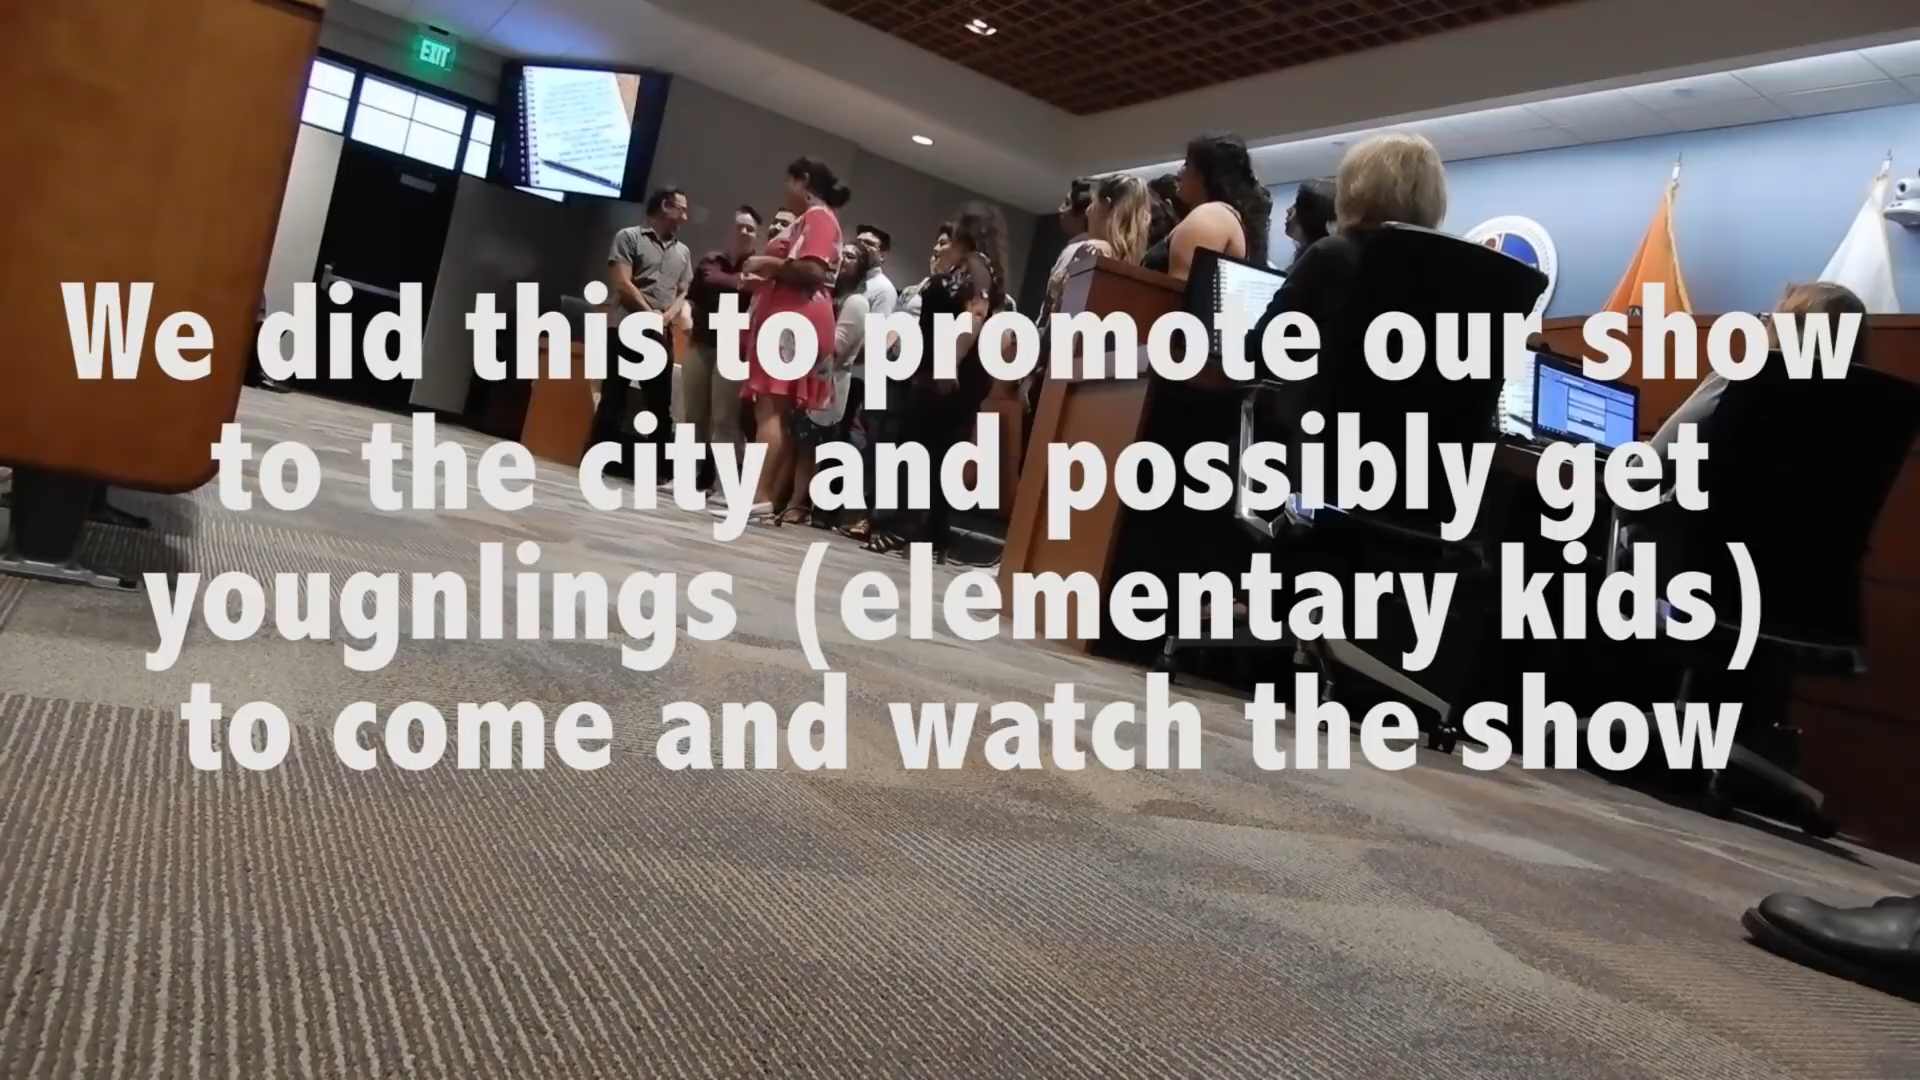 EXIT
We did this to promote our show
to the city and possibly get
yougnlings (elementary kids)
to come and watch the show